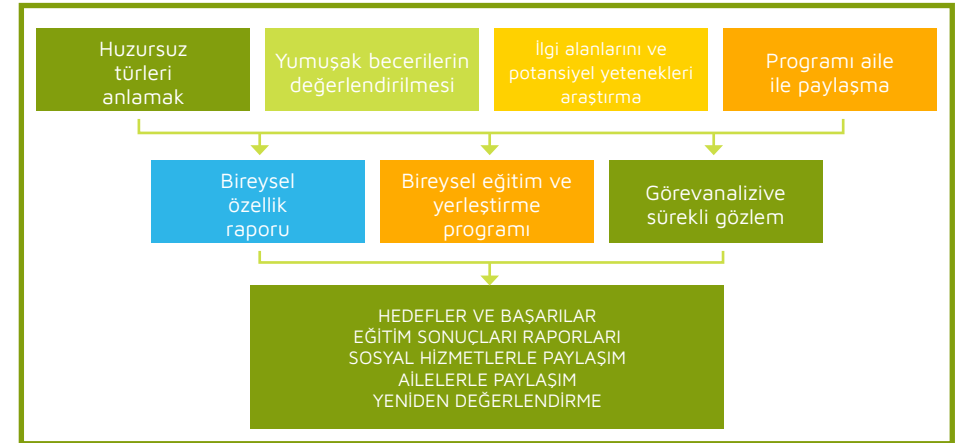 Huzursuz
türleri
anlamak
Yumuşak becerilerin
değerlendirilmesi
İlgi alanlarını ve
potansiyel yetenekleri
araştırma
Programı aile
ile paylaşma
Bireysel
özellik
raporu
Bireysel eğitim ve
yerleştirme
programı
Görevanalizive
sürekli gözlem
HEDEFLER VE BAŞARILAR
EĞİTİM SONUÇLARI RAPORLARI
SOSYAL HİZMETLERLE PAYLAŞIM
AİLELERLE PAYLAŞIM
YENİDEN DEĞERLENDİRME